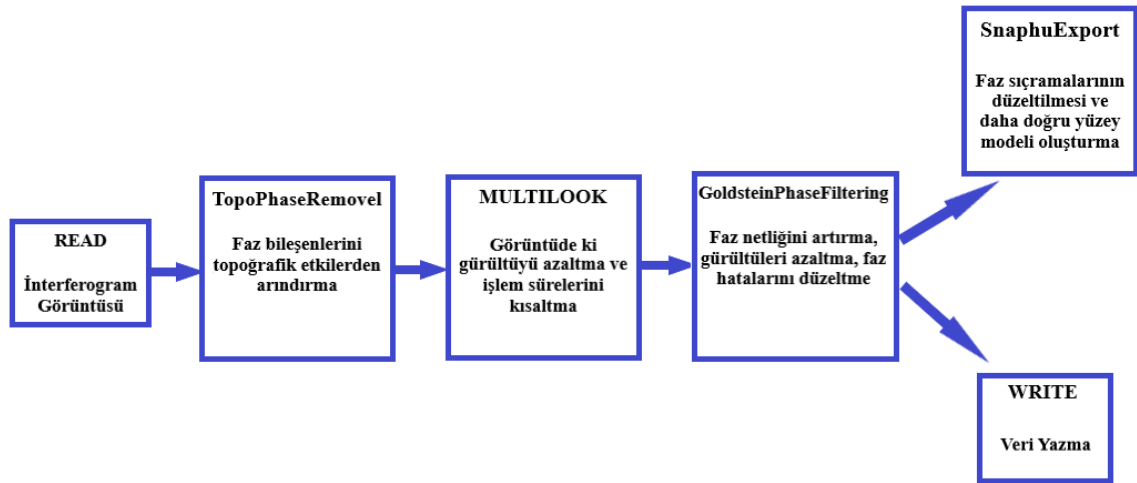 READ
İnterferogram
Görüntüsü
TopoPhaseRemovel
Faz bileşenlerini
topoğrafik etkilerden
arındırma
MULTILOOK
Görüntüde ki
gürültüyü azaltma ve
işlem sürelerini
kısaltma
GoldsteinPhaseFiltering
Faz netliğini artırma,
gürültüleri azaltma, faz
hatalarını düzeltme
SnaphuExport
Faz sıçramalarının
düzeltilmesi ve
daha doğru yüzey
modeli oluşturma
WRITE
Veri Yazma